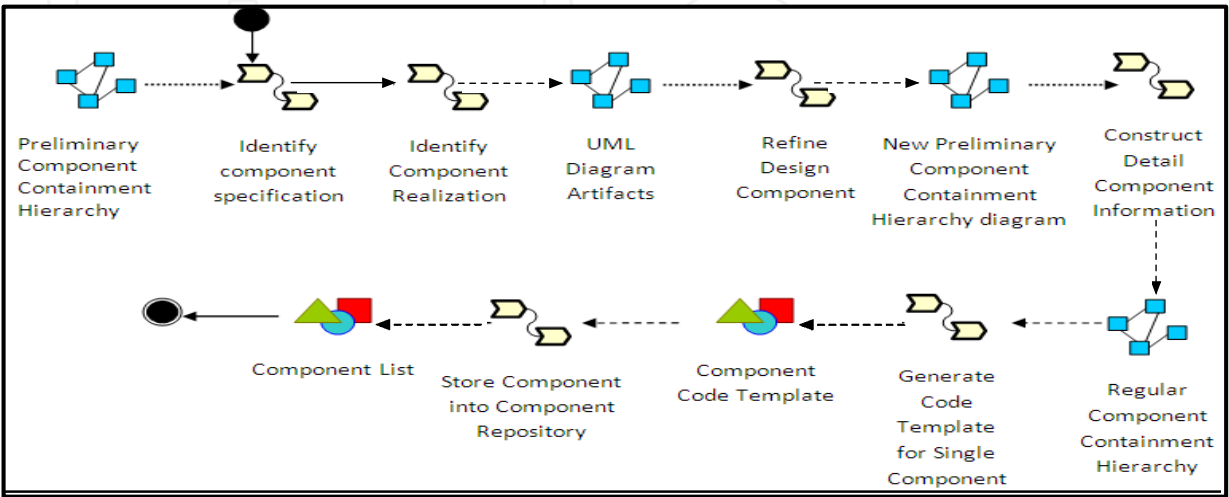 Preliminary
Component
Containment
Hierarchy
Identify
component
specification
Identify
Component
Realization
UML
Diagram
Artifacts
Refine
Design
Component
New Preliminary
Component
Containment
Hierarchy diagram
Construct
Detail
Component
Information
Component List
Store Component
into Component
Repository
Component
Code Template
Generate
Code
Template
for Single
Component
Regular
Component
Containment
Hierarchy